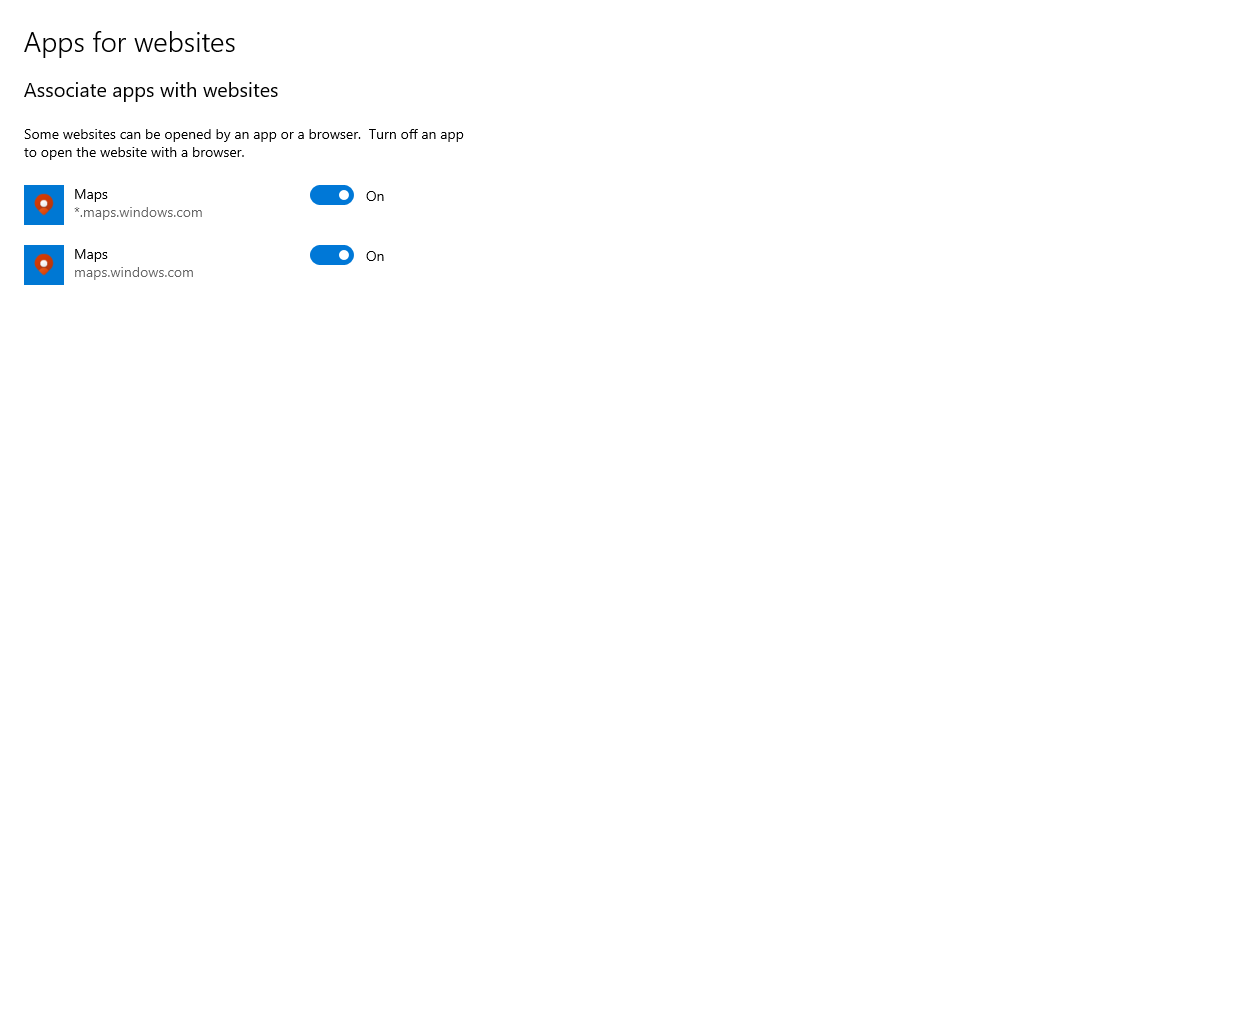 Apps for websites
Associate apps with websites
Some websites can be opened by an app or a browser.  Turn off an app
to open the website with a browser.
Maps
*.maps.windows.com
On
Maps
maps.windows.com
On